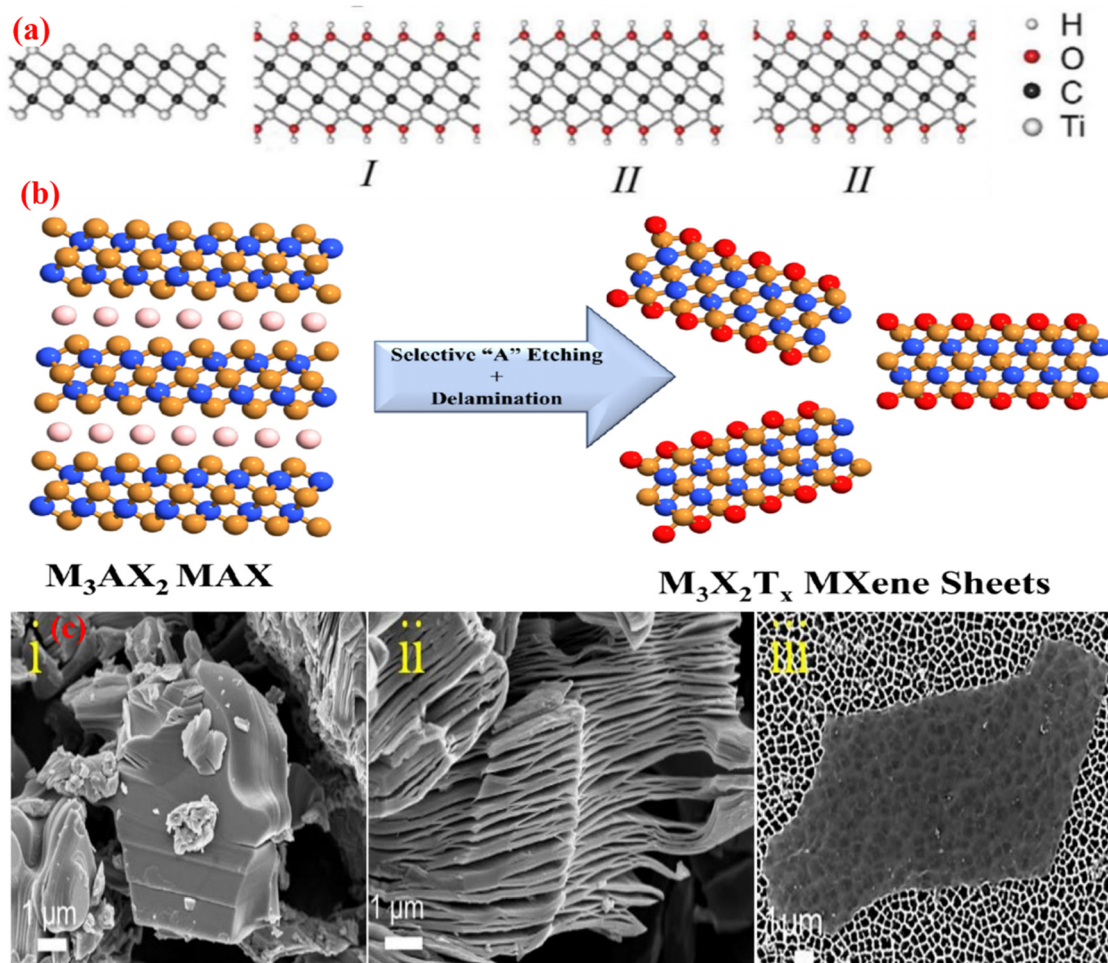 (a)
H
O
C
Ti
I
II
II
(b)
Selective “A” Etching
+
Delamination
M₃AX₂ MAX
M₃X₂Tₓ MXene Sheets
(c)
i
ii
iii
1 µm
1 µm
1 µm